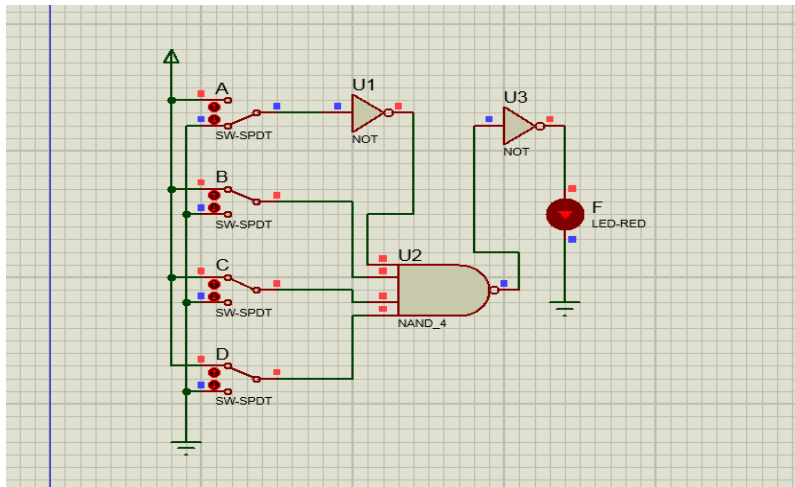 A
SW-SPDT
U1
NOT
U3
NOT
B
SW-SPDT
F
LED-RED
C
SW-SPDT
U2
NAND_4
D
SW-SPDT